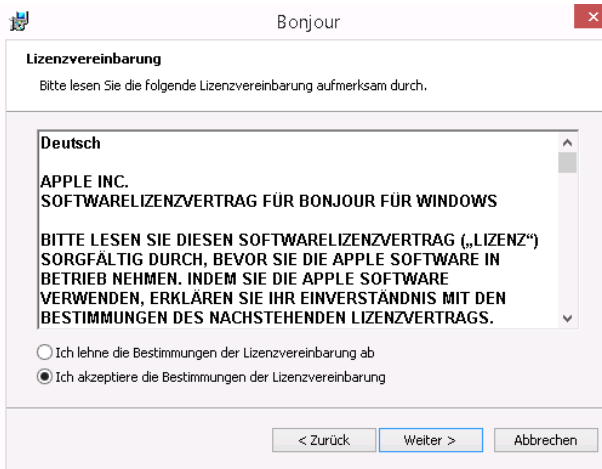 Bonjour
Lizenzvereinbarung
Bitte lesen Sie die folgende Lizenzvereinbarung aufmerksam durch.
Deutsch
APPLE INC.
SOFTWARELIZENZVERTRAG FÜR BONJOUR FÜR WINDOWS
BITTE LESEN SIE DIESEN SOFTWARELIZENZVERTRAG („LIZENZ“)
SORGFÄLTIG DURCH, BEVOR SIE DIE APPLE SOFTWARE IN
BETRIEB NEHMEN. INDEM SIE DIE APPLE SOFTWARE
VERWENDEN, ERKLÄREN SIE IHR EINVERSTÄNDNIS MIT DEN
BESTIMMUNGEN DES NACHSTEHENDEN LIZENZVERTRAGS.
Ich lehne die Bestimmungen der Lizenzvereinbarung ab
Ich akzeptiere die Bestimmungen der Lizenzvereinbarung
< Zurück Weiter > Abbrechen